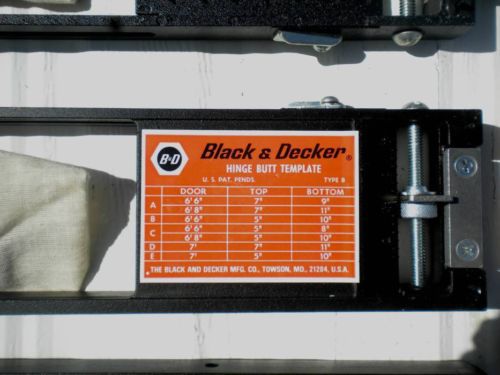 B&D Black & Decker®
HINGE BUTT TEMPLATE
U. S. PAT. PENDS. TYPE B
DOOR TOP BOTTOM
A 6'6" 7" 9"
6'8" 7" 11"
B 6'6" 5" 10"
C 6'6" 5" 8"
6'8" 5" 10"
D 7' 7" 11"
E 7' 5" 10"
THE BLACK AND DECKER MFG. CO., TOWSON, MD., 21284, U.S.A.